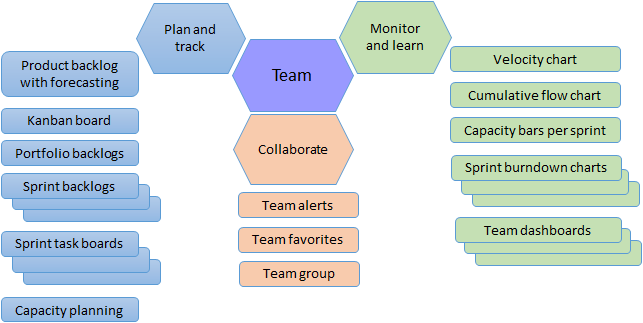 Plan and
track
Monitor
and learn
Team
Product backlog
with forecasting
Kanban board
Portfolio backlogs
Sprint backlogs
Sprint task boards
Capacity planning
Collaborate
Team alerts
Team favorites
Team group
Velocity chart
Cumulative flow chart
Capacity bars per sprint
Sprint burndown charts
Team dashboards